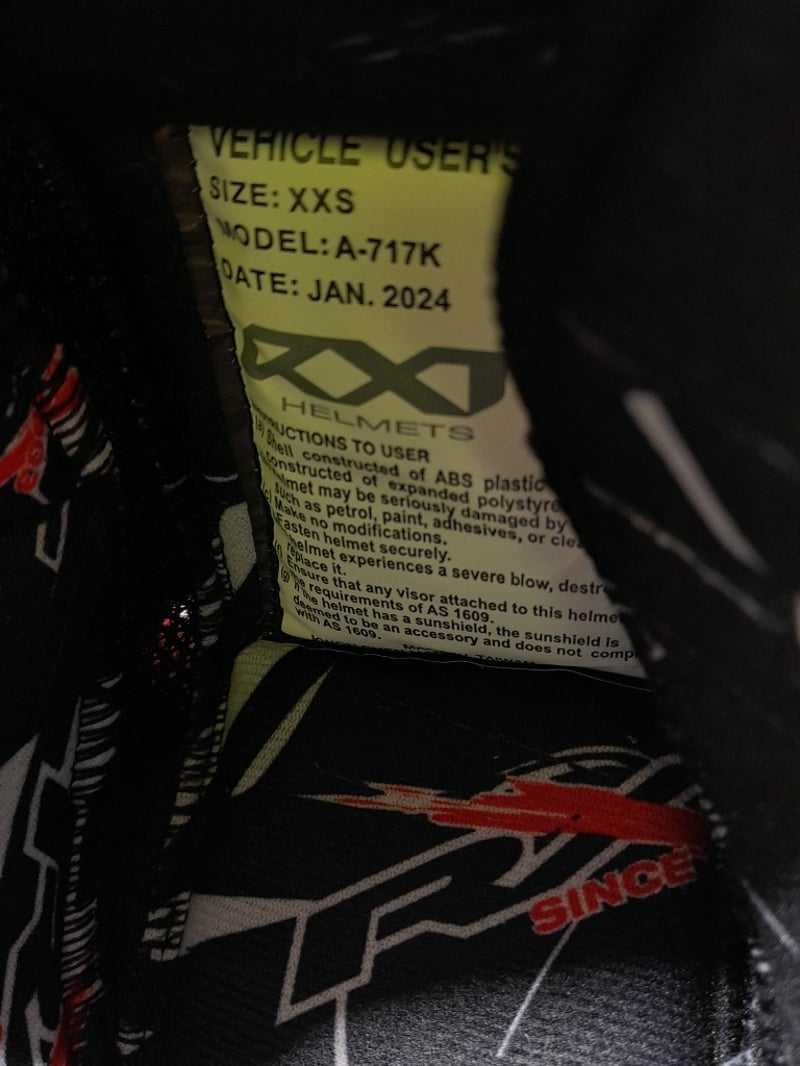 VEHICLE USER'S
SIZE: XXS
MODEL: A-717K
DATE: JAN. 2024
RXT
HELMETS
INSTRUCTIONS TO USER
(a) Shell constructed of ABS plastic
constructed of expanded polystyre
helmet may be seriously damaged by
such as petrol, paint, adhesives, or clea
(c) Make no modifications.
Fasten helmet securely.
helmet experiences a severe blow, destr
replace it.
(f) Ensure that any visor attached to this helmet
the requirements of AS 1609.
(g) If the helmet has a sunshield, the sunshield is
deemed to be an accessory and does not comp
with AS 1609.
TAIWAN
SINCE